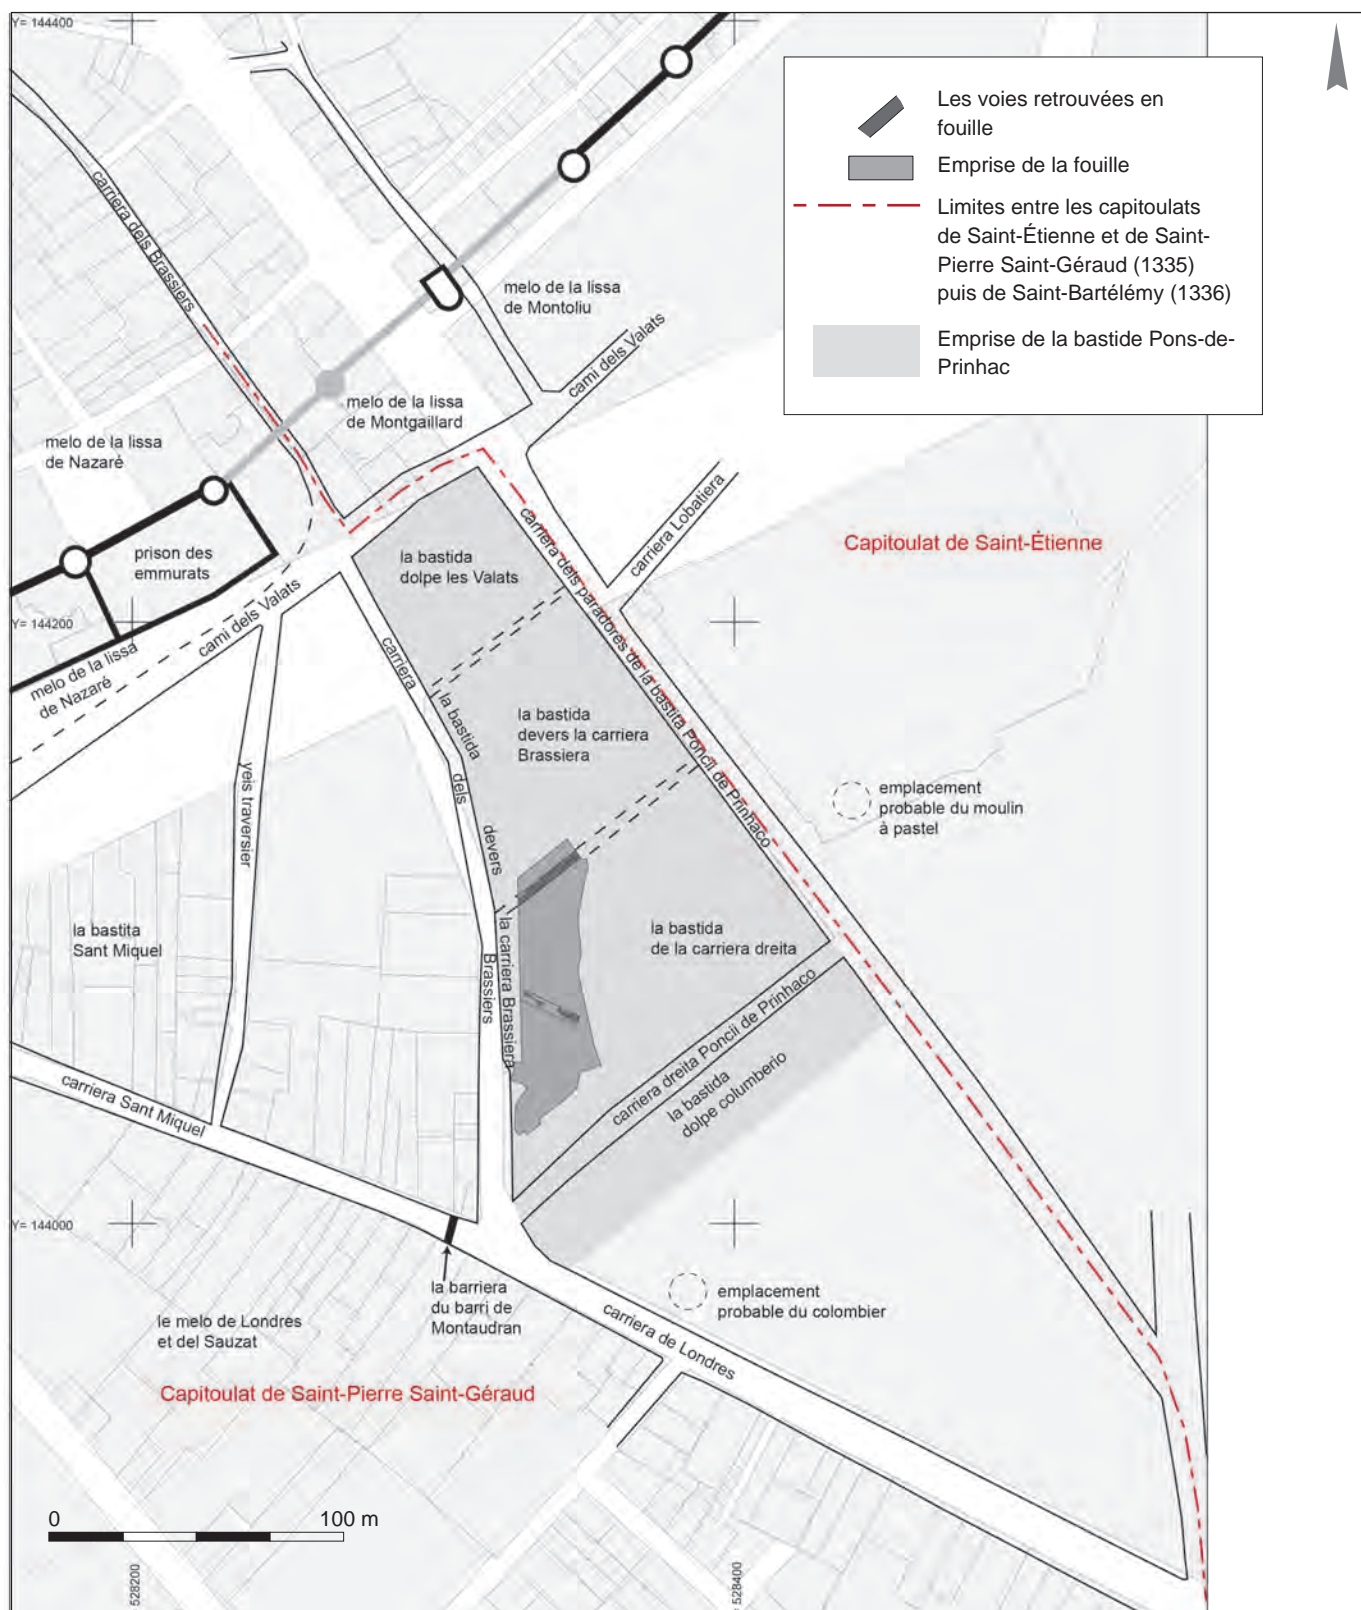 Y= 144400
Les voies retrouvées en
fouille
Emprise de la fouille
Limites entre les capitoulats
de Saint-Étienne et de Saint-
Pierre Saint-Géraud (1335)
puis de Saint-Bartélémy (1336)
Emprise de la bastide Pons-de-
Prinhac
carriera dels Brassiers
melo de la lissa
de Montoliu
cami dels Valats
melo de la lissa
de Montgaillard
melo de la lissa
de Nazaré
prison des
emmurats
la bastida
dolpe les Valats
carriera Lobatiera
Capitoulat de Saint-Étienne
Y= 144200
cami dels Valats
melo de la lissa
de Nazaré
carriera dels paradores de la bastita Poncii de Prinhaco
carriera
dels
Brassiers
la bastida
devers
la carriera Brassiera
la bastida
devers la carriera
Brassiera
yeis traversier
emplacement
probable du moulin
à pastel
la bastita
Sant Miquel
la bastida
de la carriera dreita
carriera dreita Poncii de Prinhaco
la bastida
dolpe columberio
carriera Sant Miquel
Y= 144000
la barriera
du barri de
Montaudran
emplacement
probable du colombier
le melo de Londres
et del Sauzat
carriera de Londres
Capitoulat de Saint-Pierre Saint-Géraud
0 100 m
528200
528400